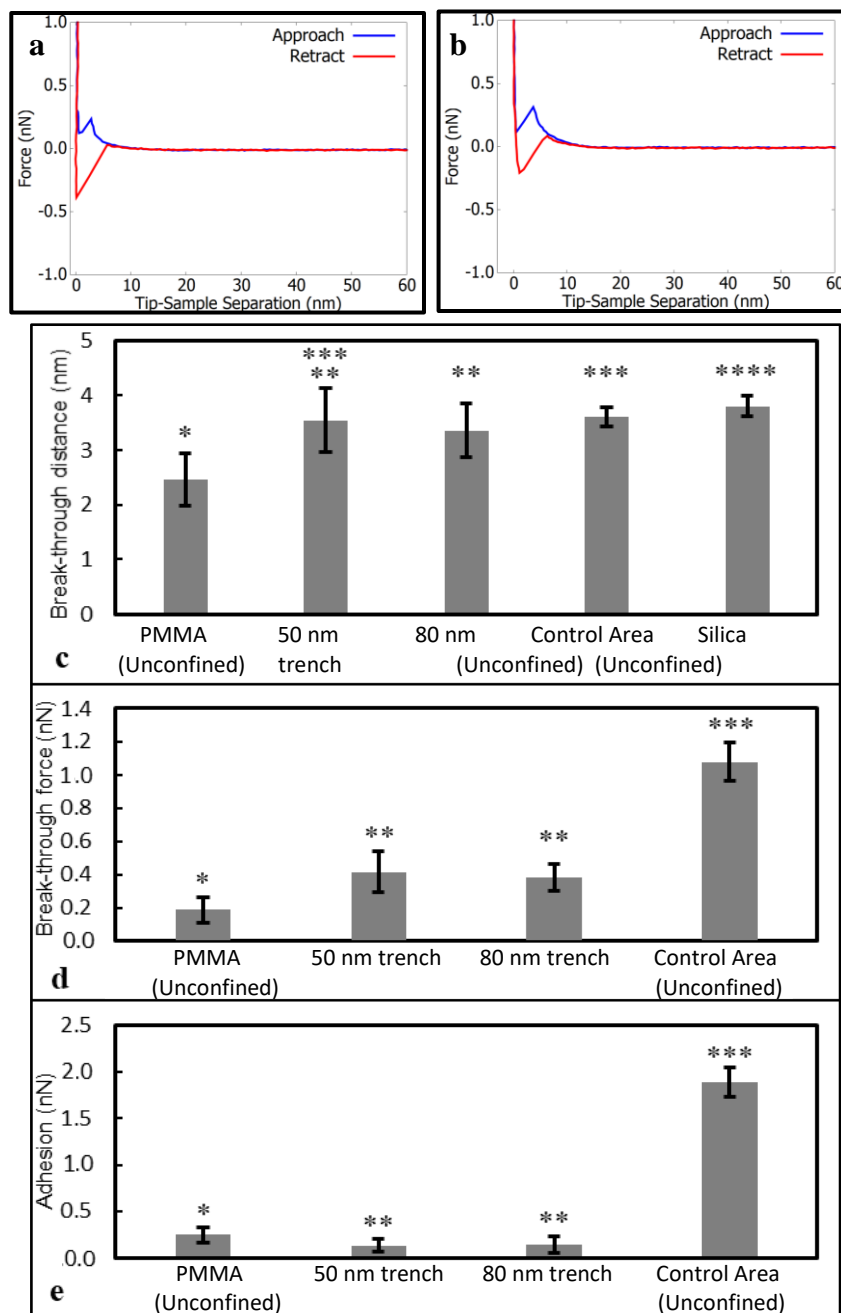 a
Approach
Retract
1.0
0.5
0.0
-0.5
-1.0
Force (nN)
0 10 20 30 40 50 60
Tip-Sample Separation (nm)
b
Approach
Retract
1.0
0.5
0.0
-0.5
-1.0
Force (nN)
0 10 20 30 40 50 60
Tip-Sample Separation (nm)
Break-through distance (nm)
5
4
3
2
1
0
*
***
**
**
***
****
PMMA 50 nm 80 nm Control Area Silica
(Unconfined) trench (Unconfined) (Unconfined)
c
Break-through force (nN)
1.4
1.2
1.0
0.8
0.6
0.4
0.2
0.0
*
**
**
***
PMMA 50 nm trench 80 nm trench Control Area
(Unconfined) (Unconfined)
d
Adhesion (nN)
2.5
2.0
1.5
1.0
0.5
0.0
*
**
**
***
PMMA 50 nm trench 80 nm trench Control Area
(Unconfined) (Unconfined)
e